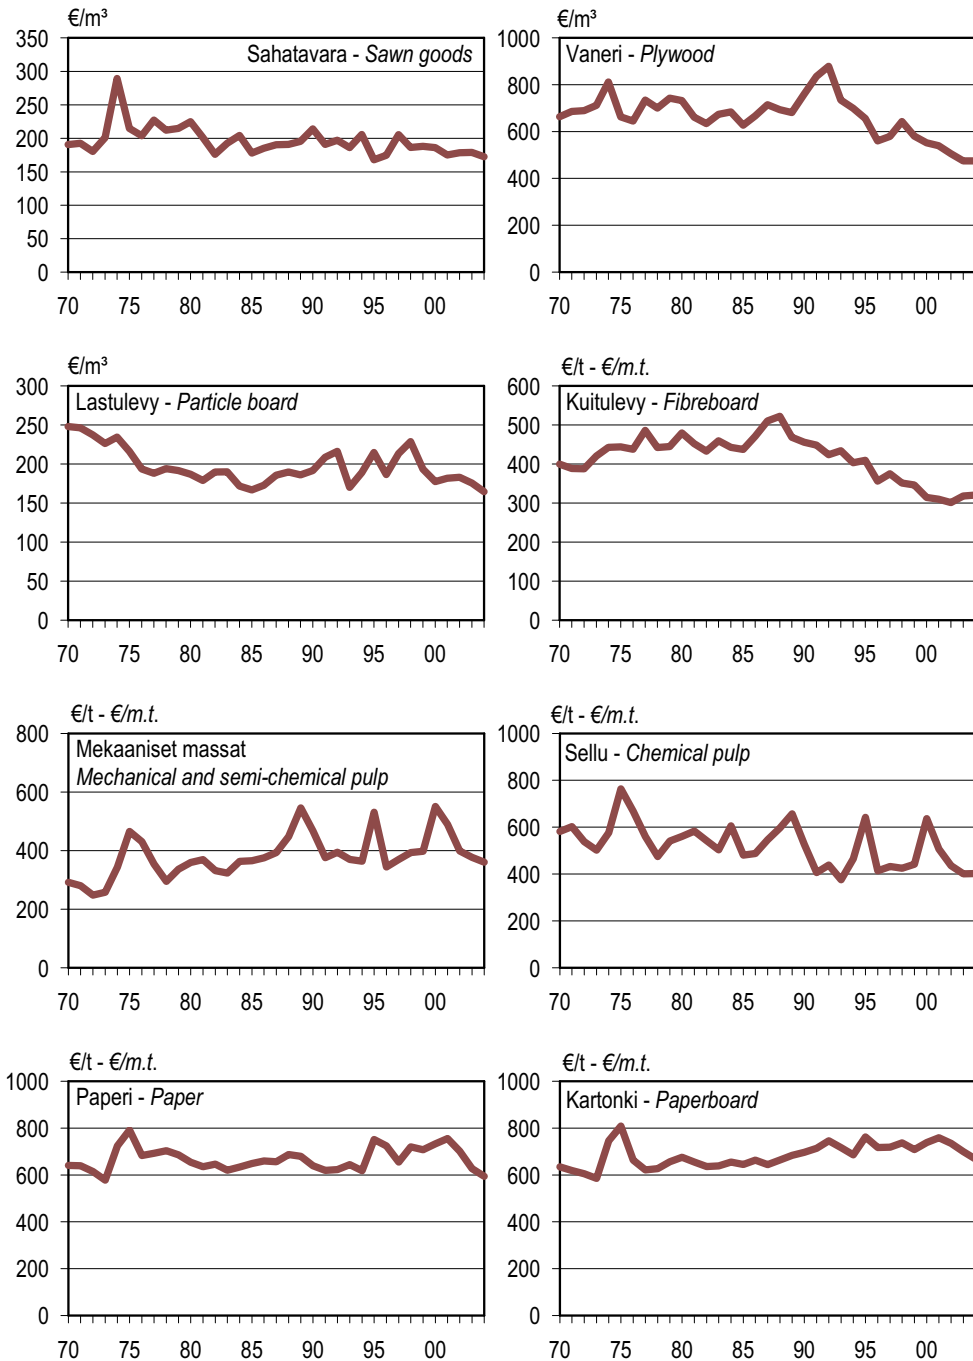 €/m³
350
300
250
200
150
100
50
0
Sahatavara - Sawn goods
70 75 80 85 90 95 00
€/m³
1000
800
600
400
200
0
Vaneri - Plywood
70 75 80 85 90 95 00
€/m³
300
250
200
150
100
50
0
Lastulevy - Particle board
70 75 80 85 90 95 00
€/t - €/m.t.
600
500
400
300
200
100
0
Kuitulevy - Fibreboard
70 75 80 85 90 95 00
€/t - €/m.t.
800
600
400
200
0
Mekaaniset massat
Mechanical and semi-chemical pulp
70 75 80 85 90 95 00
€/t - €/m.t.
1000
800
600
400
200
0
Sellu - Chemical pulp
70 75 80 85 90 95 00
€/t - €/m.t.
1000
800
600
400
200
0
Paperi - Paper
70 75 80 85 90 95 00
€/t - €/m.t.
1000
800
600
400
200
0
Kartonki - Paperboard
70 75 80 85 90 95 00